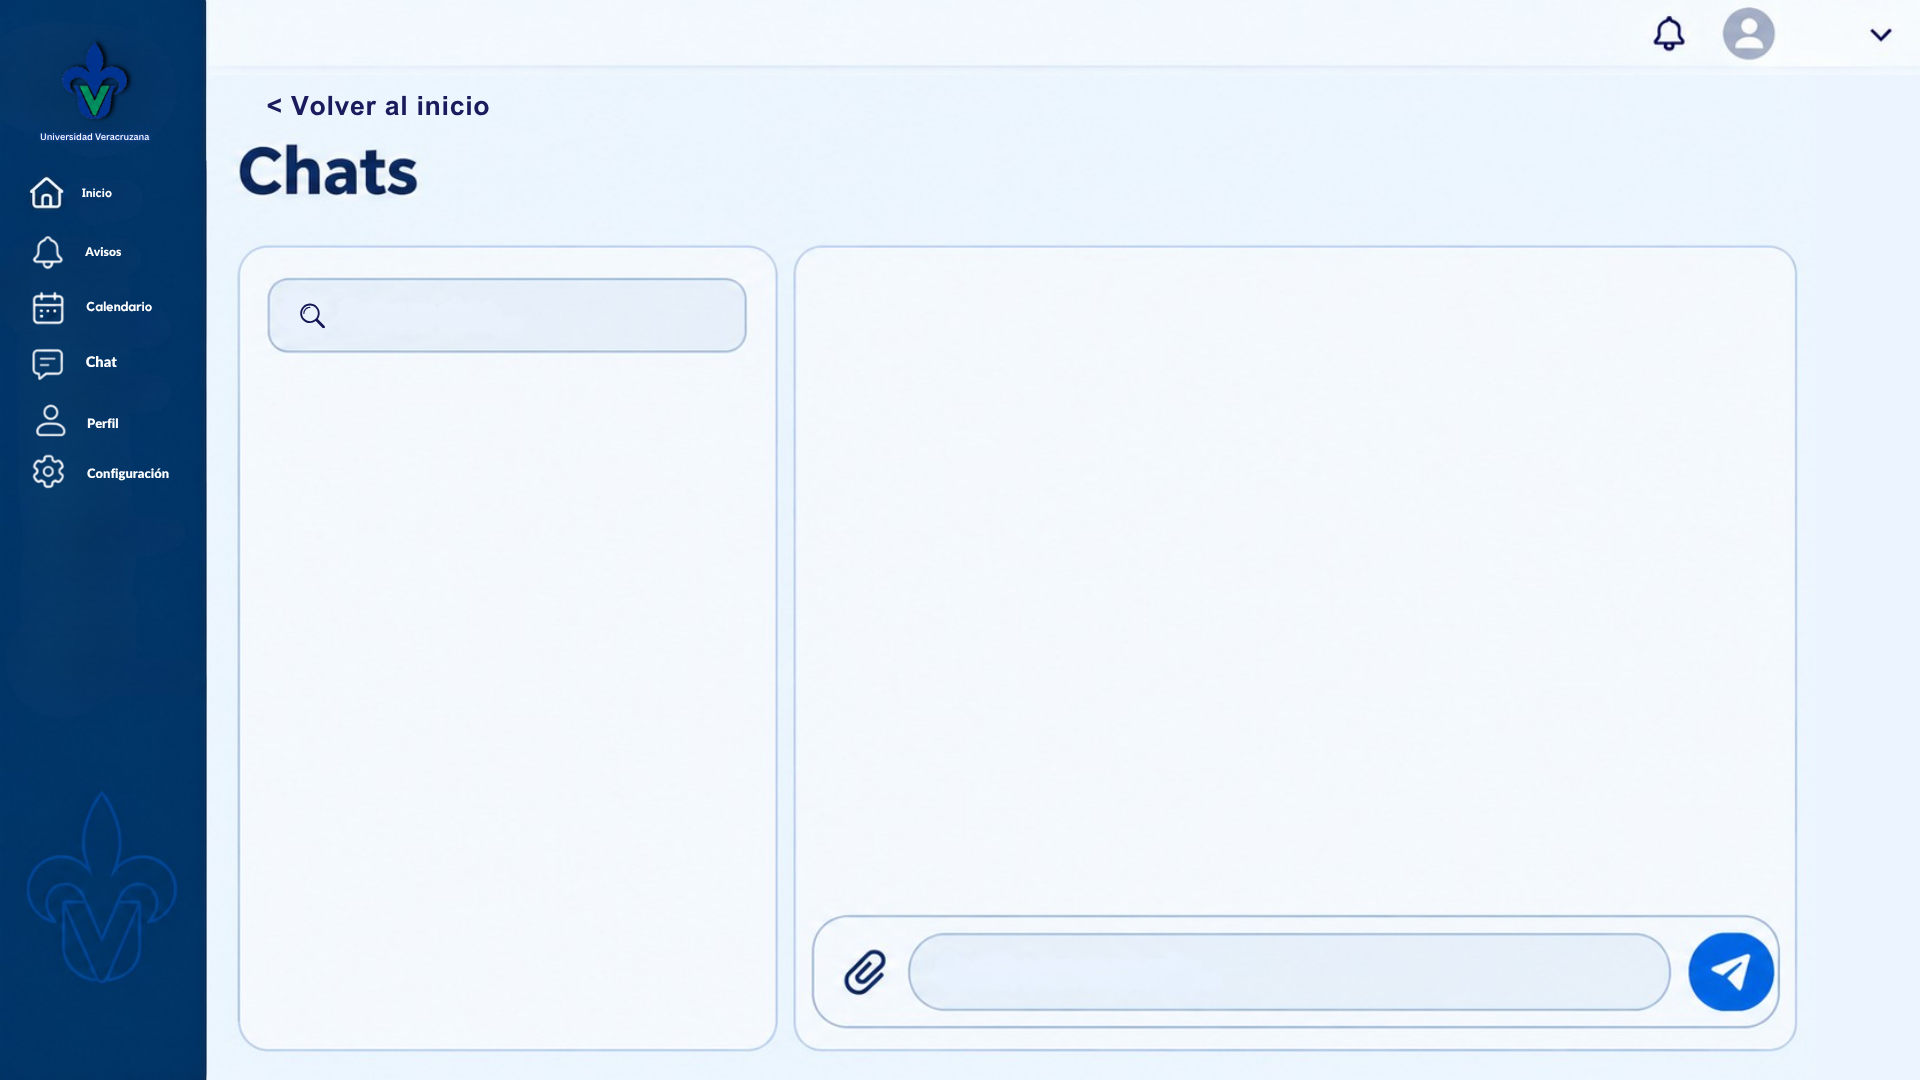 Universidad Veracruzana
Inicio
Avisos
Calendario
Chat
Perfil
Configuración
< Volver al inicio
Chats